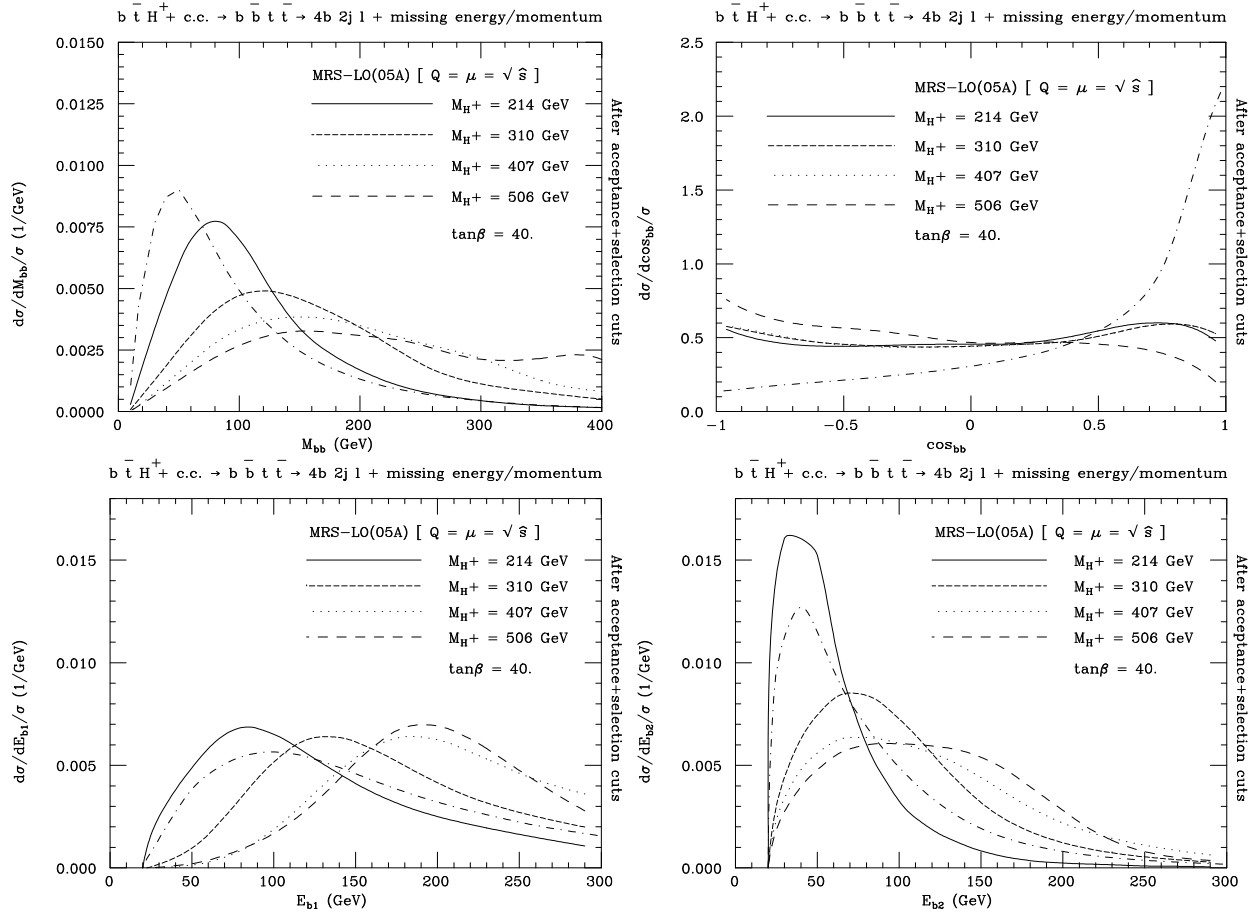 b t̄ H⁺+ c.c. → b b̄ t t̄ → 4b 2j l + missing energy/momentum
MRS-LO(05A) [ Q = μ = √ŝ ]
M_H+ = 214 GeV
M_H+ = 310 GeV
M_H+ = 407 GeV
M_H+ = 506 GeV
tanβ = 40.
0.0150
0.0125
0.0100
0.0075
0.0050
0.0025
0.0000
dσ/dM_bb/σ (1/GeV)
After acceptance+selection cuts
0 100 200 300 400
M_bb (GeV)
b t̄ H⁺+ c.c. → b b̄ t t̄ → 4b 2j l + missing energy/momentum
MRS-LO(05A) [ Q = μ = √ŝ ]
M_H+ = 214 GeV
M_H+ = 310 GeV
M_H+ = 407 GeV
M_H+ = 506 GeV
tanβ = 40.
2.5
2.0
1.5
1.0
0.5
0.0
dσ/dcos_bb/σ
After acceptance+selection cuts
−1 −0.5 0 0.5 1
cos_bb
b t̄ H⁺+ c.c. → b b̄ t t̄ → 4b 2j l + missing energy/momentum
MRS-LO(05A) [ Q = μ = √ŝ ]
M_H+ = 214 GeV
M_H+ = 310 GeV
M_H+ = 407 GeV
M_H+ = 506 GeV
tanβ = 40.
0.015
0.010
0.005
0.000
dσ/dE_b1/σ (1/GeV)
After acceptance+selection cuts
0 50 100 150 200 250 300
E_b1 (GeV)
b t̄ H⁺+ c.c. → b b̄ t t̄ → 4b 2j l + missing energy/momentum
MRS-LO(05A) [ Q = μ = √ŝ ]
M_H+ = 214 GeV
M_H+ = 310 GeV
M_H+ = 407 GeV
M_H+ = 506 GeV
tanβ = 40.
0.015
0.010
0.005
0.000
dσ/dE_b2/σ (1/GeV)
After acceptance+selection cuts
0 50 100 150 200 250 300
E_b2 (GeV)